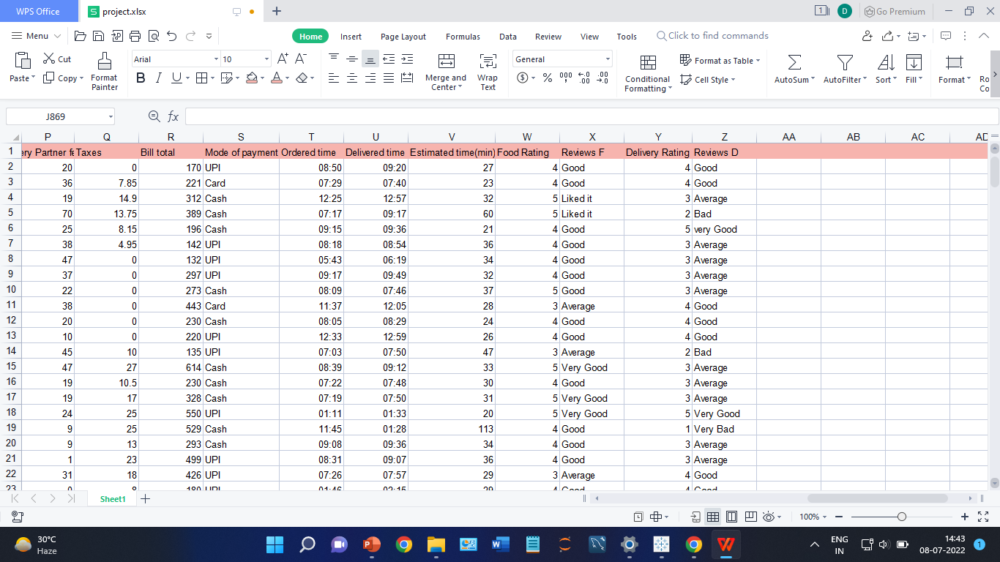 WPS Office project.xlsx Go Premium
Menu Home Insert Page Layout Formulas Data Review View Tools Click to find commands
Paste Cut Copy Format Painter Arial 10 Merge and Center Wrap Text General Conditional Formatting Format as Table Cell Style AutoSum AutoFilter Sort Fill Format Ro Co
J869 fx
P Q R S T U V W X Y Z AA AB AC AD
1 ery Partner fe Taxes Bill total Mode of payment Ordered time Delivered time Estimated time(min) Food Rating Reviews F Delivery Rating Reviews D
2 20 0 170 UPI 08:50 09:20 27 4 Good 4 Good
3 36 7.85 221 Card 07:29 07:40 23 4 Good 4 Good
4 19 14.9 312 Cash 12:25 12:57 32 5 Liked it 3 Average
5 70 13.75 389 Cash 07:17 09:17 60 5 Liked it 2 Bad
6 25 8.15 196 Cash 09:15 09:36 21 4 Good 5 very Good
7 38 4.95 142 UPI 08:18 08:54 36 4 Good 3 Average
8 47 0 132 UPI 05:43 06:19 34 4 Good 3 Average
9 37 0 297 UPI 09:17 09:49 32 4 Good 3 Average
10 22 0 273 Cash 08:09 07:46 37 5 Good 3 Average
11 38 0 443 Card 11:37 12:05 28 3 Average 4 Good
12 20 0 230 Cash 08:05 08:29 24 4 Good 4 Good
13 10 0 220 UPI 12:33 12:59 26 4 Good 4 Good
14 45 10 135 UPI 07:03 07:50 47 3 Average 2 Bad
15 47 27 614 Cash 08:39 09:12 33 5 Very Good 3 Average
16 19 10.5 230 Cash 07:22 07:48 30 4 Good 3 Average
17 19 17 328 Cash 07:19 07:50 31 5 Very Good 3 Average
18 24 25 550 UPI 01:11 01:33 20 5 Very Good 5 Very Good
19 9 25 529 Cash 11:45 01:28 113 4 Good 1 Very Bad
20 9 13 293 Cash 09:08 09:36 34 4 Good 3 Average
21 1 23 499 UPI 08:31 09:07 36 4 Good 3 Average
22 31 18 426 UPI 07:26 07:57 29 3 Average 4 Good
23 0 8 180 UPI 01:46 02:15 29 4 Good 4 Good
Sheet1
100%
30°C ENG 14:43
Haze IN 08-07-2022 1